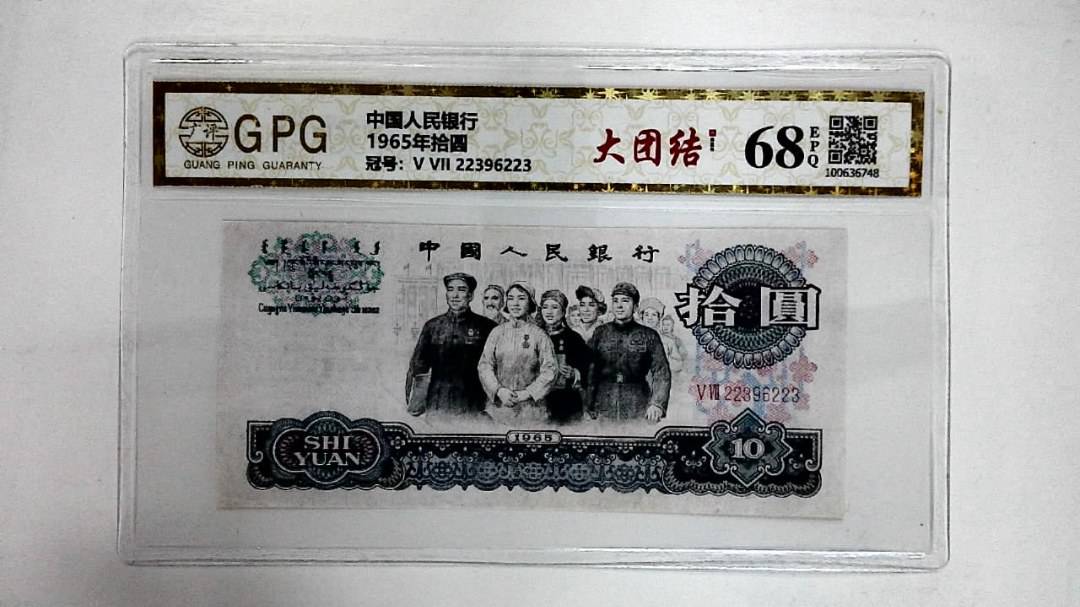 GPG
GUANG PING GUARANTY
中国人民银行
1965年拾圆
冠号：V VII 22396223
大团结
68
EPQ
100636748
中國人民銀行
拾圓
V VIII 22396223
SHI
YUAN
1965
10